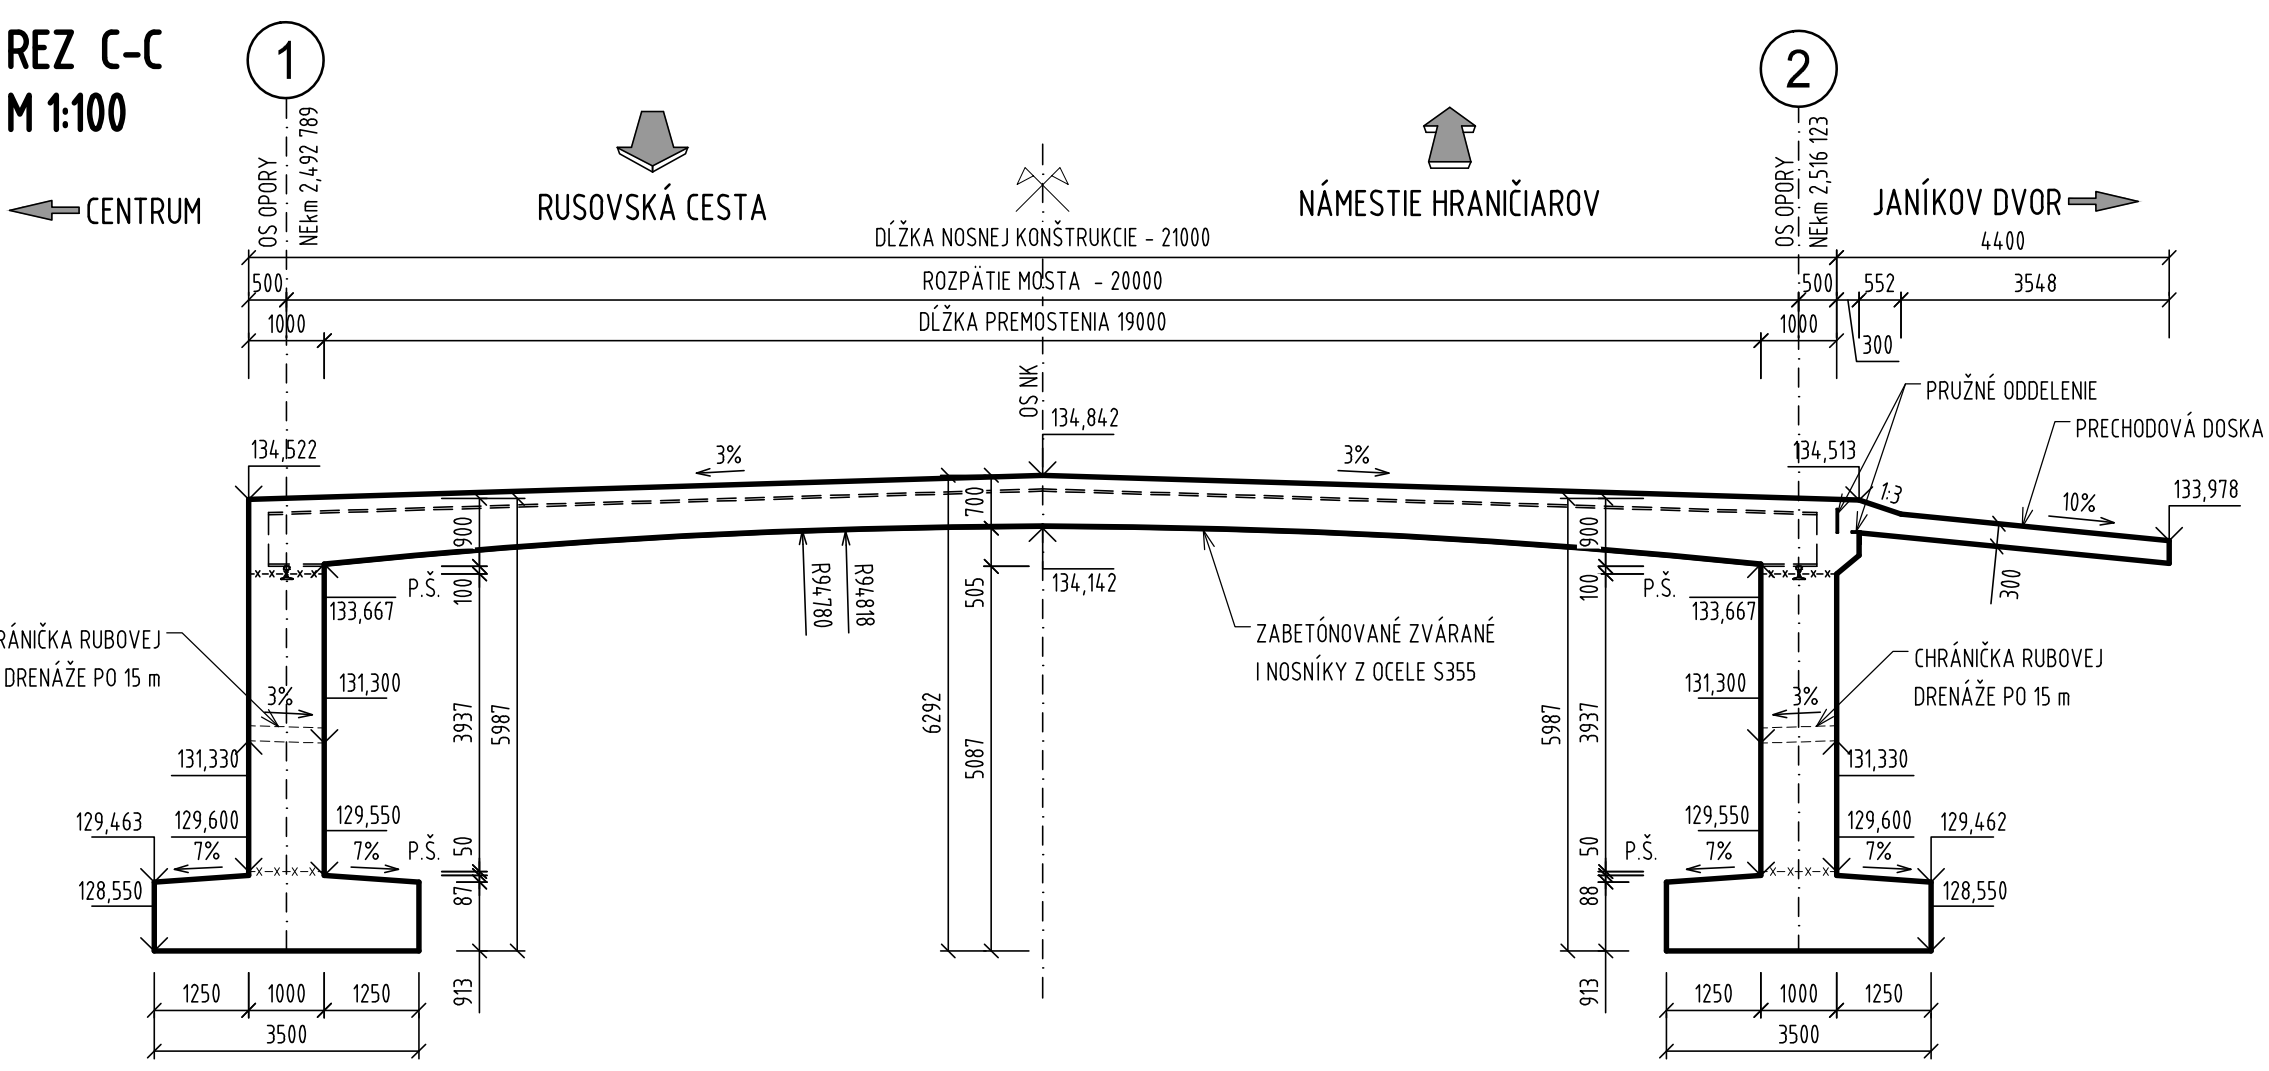 REZ C-C
M 1:100
1
2
OS OPORY
NEkm 2,492 789
OS OPORY
NEkm 2,516 123
CENTRUM
RUSOVSKÁ CESTA
NÁMESTIE HRANIČIAROV
JANÍKOV DVOR
DĹŽKA NOSNEJ KONŠTRUKCIE - 21000
4400
500
ROZPÄTIE MOSTA - 20000
500
552
3548
1000
DĹŽKA PREMOSTENIA 19000
1000
300
OS NK
PRUŽNÉ ODDELENIE
PRECHODOVÁ DOSKA
134,522
3%
134,842
3%
134,513
1:3
10%
133,978
900
700
900
100
P.Š.
133,667
505
134,142
R94780
R94818
100
P.Š.
133,667
300
ZABETÓNOVANÉ ZVÁRANÉ
I NOSNÍKY Z OCELE S355
RÁNIČKA RUBOVEJ
DRENÁŽE PO 15 m
CHRÁNIČKA RUBOVEJ
DRENÁŽE PO 15 m
3%
131,300
3937
5987
6292
5087
5987
3937
131,300
3%
131,330
131,330
129,463
129,600
129,550
129,550
129,600
129,462
7%
7%
P.Š.
50
50
P.Š.
7%
7%
128,550
87
88
128,550
913
913
1250
1000
1250
1250
1000
1250
3500
3500